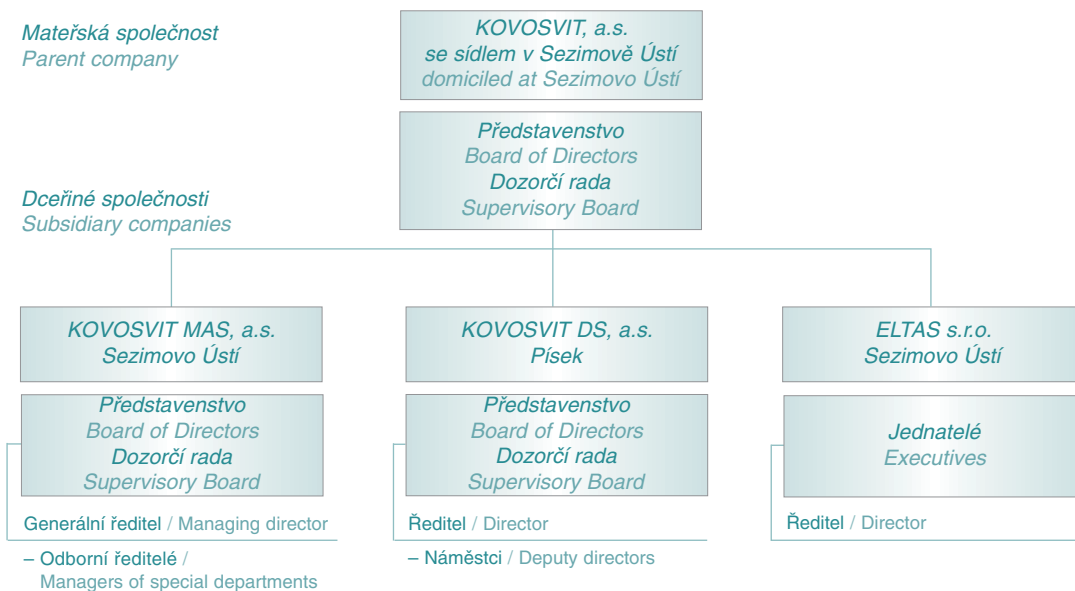 Mateřská společnost
Parent company
KOVOSVIT, a.s.
se sídlem v Sezimově Ústí
domiciled at Sezimovo Ústí
Představenstvo
Board of Directors
Dozorčí rada
Supervisory Board
Dceřiné společnosti
Subsidiary companies
KOVOSVIT MAS, a.s.
Sezimovo Ústí
Představenstvo
Board of Directors
Dozorčí rada
Supervisory Board
Generální ředitel / Managing director
– Odborní ředitelé /
Managers of special departments
KOVOSVIT DS, a.s.
Písek
Představenstvo
Board of Directors
Dozorčí rada
Supervisory Board
Ředitel / Director
– Náměstci / Deputy directors
ELTAS s.r.o.
Sezimovo Ústí
Jednatelé
Executives
Ředitel / Director